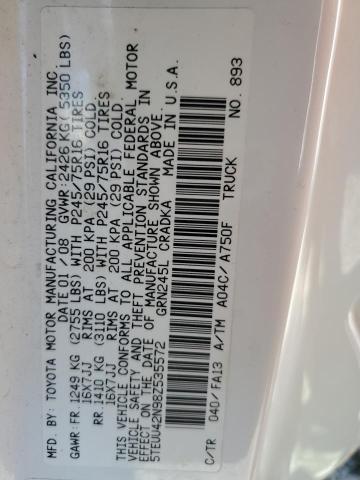 MFD. BY: TOYOTA MOTOR MANUFACTURING CALIFORNIA INC.
DATE 01 / 08 GVWR: 2426 KG ( 5350 LBS)
GAWR: FR. 1249 KG (2755 LBS) WITH P245/75R16 TIRES
16X7JJ RIMS AT 200 KPA (29 PSI) COLD.
RR. 1410 KG (3110 LBS) WITH P245/75R16 TIRES
16X7JJ RIMS AT 200 KPA (29 PSI) COLD.
THIS VEHICLE CONFORMS TO ALL APPLICABLE FEDERAL MOTOR
VEHICLE SAFETY AND THEFT PREVENTION STANDARDS IN
EFFECT ON THE DATE OF MANUFACTURE SHOWN ABOVE.
5TEUU42N98Z535572 GRN245L CRADKA MADE IN U.S.A.
TRUCK NO. 893
C/TR 040/FA13 A/TM A04C/A750F